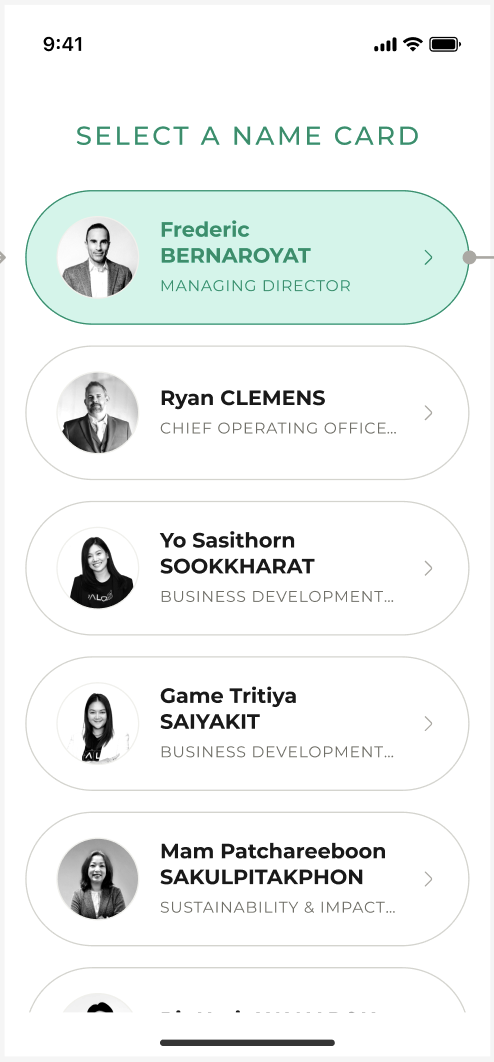 9:41
SELECT A NAME CARD
Frederic
BERNAROYAT
MANAGING DIRECTOR
Ryan CLEMENS
CHIEF OPERATING OFFICE...
Yo Sasithorn
SOOKKHARAT
BUSINESS DEVELOPMENT...
Game Tritiya
SAIYAKIT
BUSINESS DEVELOPMENT...
Mam Patchareeboon
SAKULPITAKPHON
SUSTAINABILITY & IMPACT...